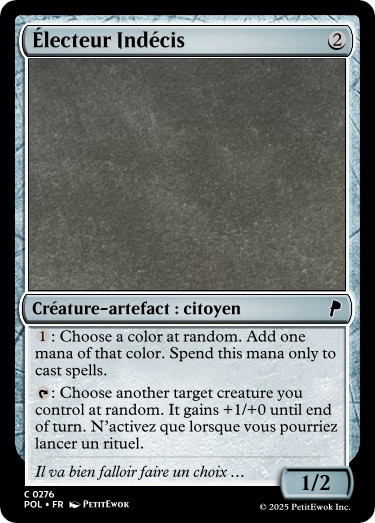 Électeur Indécis 2
Créature-artefact : citoyen
1 : Choose a color at random. Add one
mana of that color. Spend this mana only to
cast spells.
: Choose another target creature you
control at random. It gains +1/+0 until end
of turn. N’activez que lorsque vous pourriez
lancer un rituel.
Il va bien falloir faire un choix …
1/2
C 0276
POL • FR PetitEwok
© 2025 PetitEwok Inc.